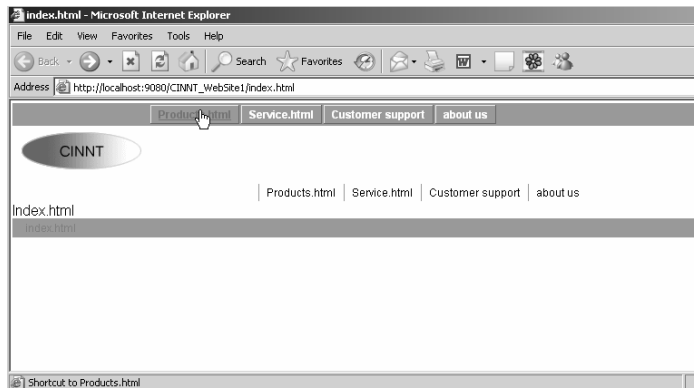 index.html - Microsoft Internet Explorer
File Edit View Favorites Tools Help
Back Search Favorites
Address http://localhost:9080/CINNT_WebSite1/index.html
Products.html Service.html Customer support about us
CINNT
Products.html Service.html Customer support about us
Index.html
Index.html
Shortcut to Products.html